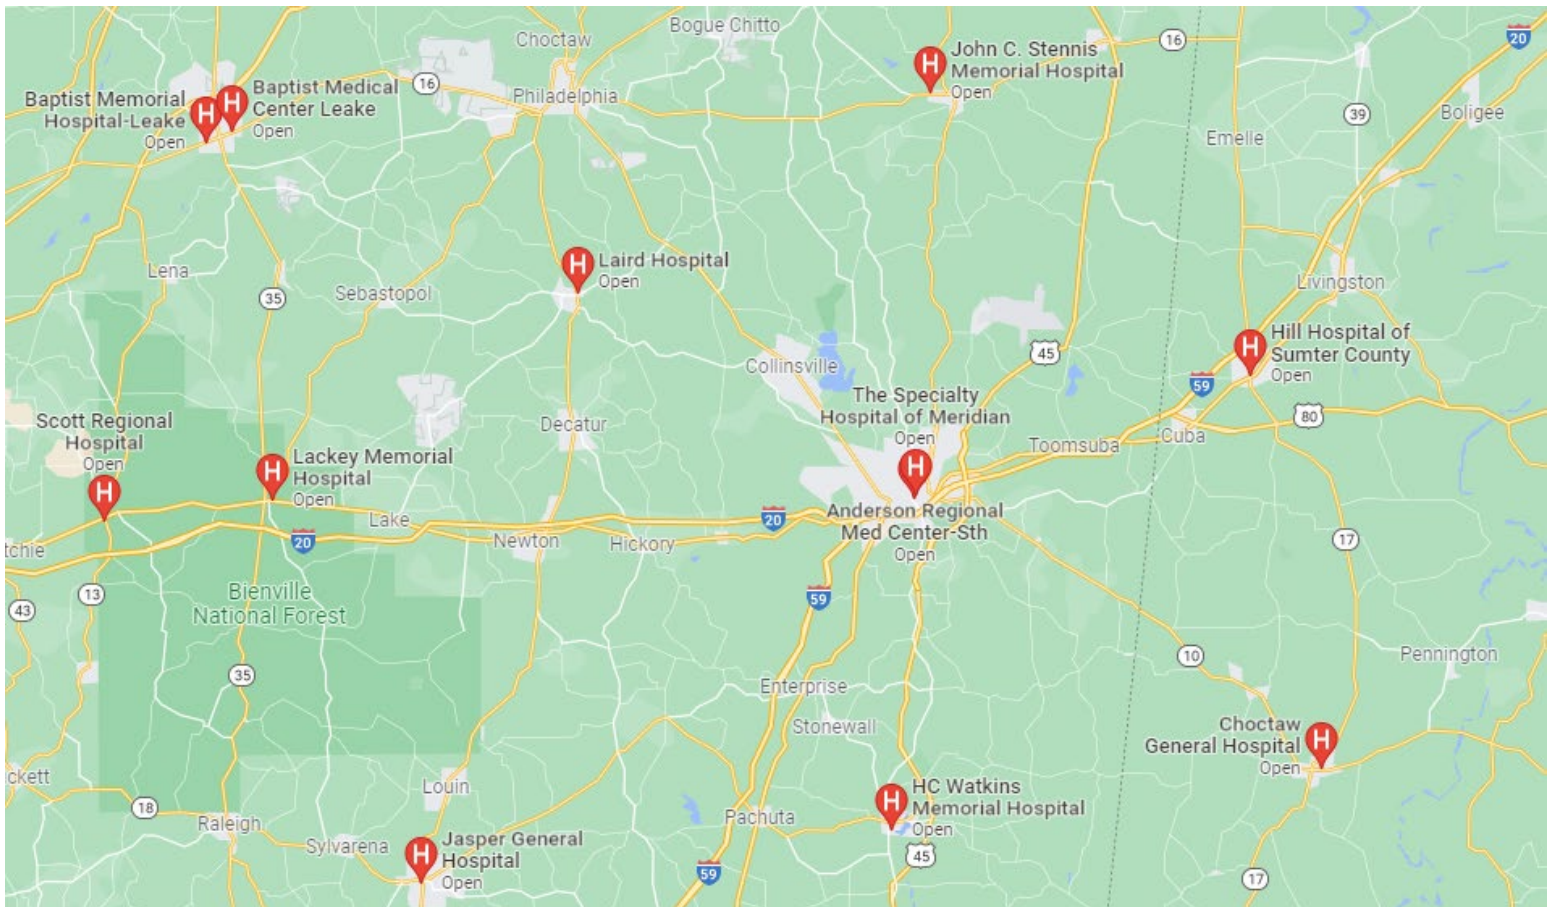 Choctaw
Bogue Chitto
16
20
John C. Stennis
Memorial Hospital
Open
Baptist Memorial
Hospital-Leake
Open
Baptist Medical
Center Leake
Open
16
Philadelphia
39
Boligee
Emelle
Lena
35
Sebastopol
Laird Hospital
Open
Livingston
Hill Hospital of
Sumter County
Open
45
59
Collinsville
The Specialty
Hospital of Meridian
Open
80
Scott Regional
Hospital
Open
Decatur
Toomsuba
Cuba
Lackey Memorial
Hospital
Open
Lake
20
Newton
Hickory
20
Anderson Regional
Med Center-Sth
Open
17
tchie
13
43
Bienville
National Forest
59
35
10
Pennington
Enterprise
Stonewall
Choctaw
General Hospital
Open
ckett
18
Louin
Raleigh
Sylvarena
Jasper General
Hospital
Open
Pachuta
HC Watkins
Memorial Hospital
Open
45
59
17
H
H
H
H
H
H
H
H
H
H
H
H